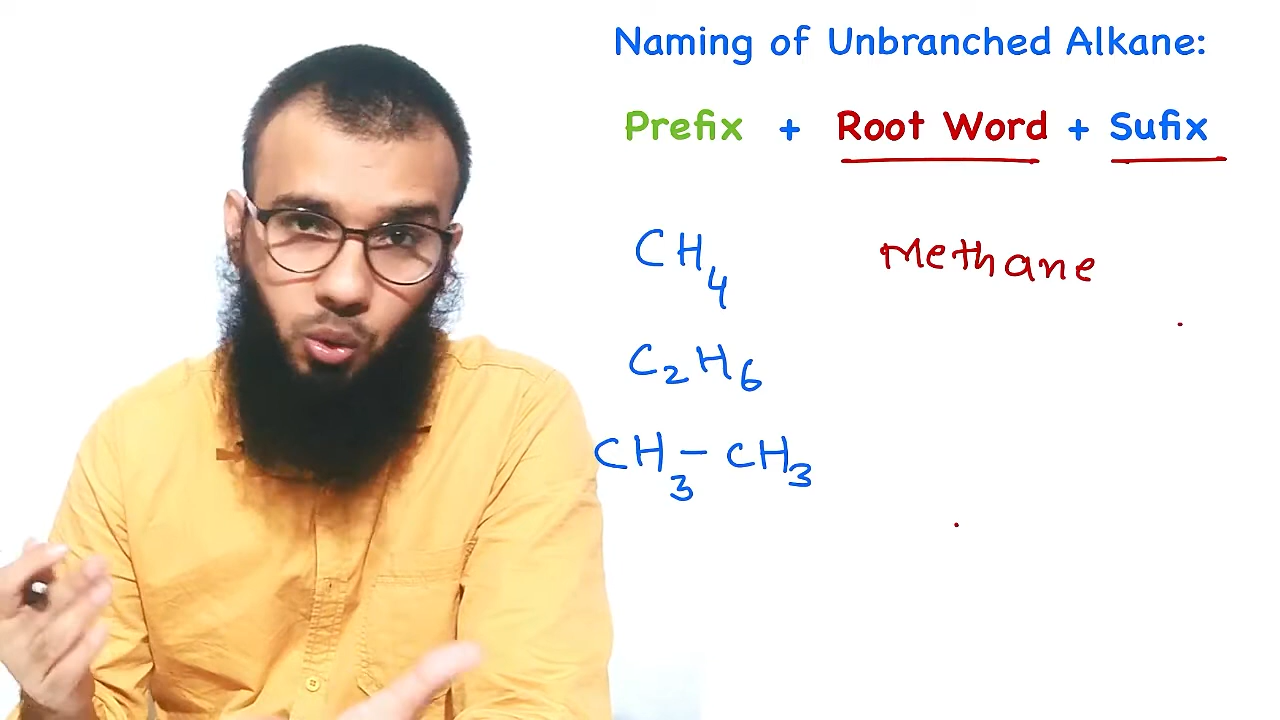 Naming of Unbranched Alkane:
Prefix + Root Word + Sufix
CH4 Methane
C2H6
CH3-CH3